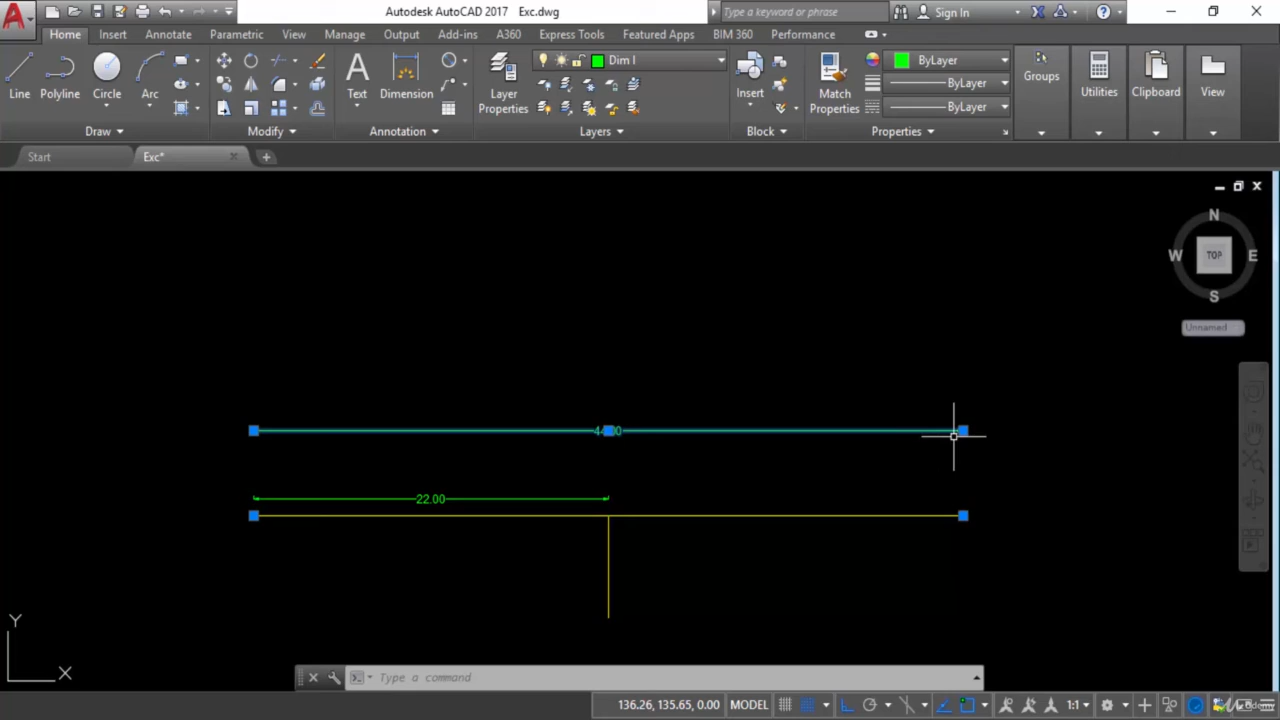 Autodesk AutoCAD 2017 Exc.dwg
Type a keyword or phrase
Sign In
Home Insert Annotate Parametric View Manage Output Add-ins A360 Express Tools Featured Apps BIM 360 Performance
Line Polyline Circle Arc
Text Dimension
Layer Properties
Dim I
Insert
Match Properties
ByLayer
ByLayer
ByLayer
Groups
Utilities
Clipboard
View
Draw Modify Annotation Layers Block Properties
Start Exc*
N
W TOP E
S
Unnamed
22.00
Y
X
Type a command
136.26, 135.65, 0.00 MODEL 1:1